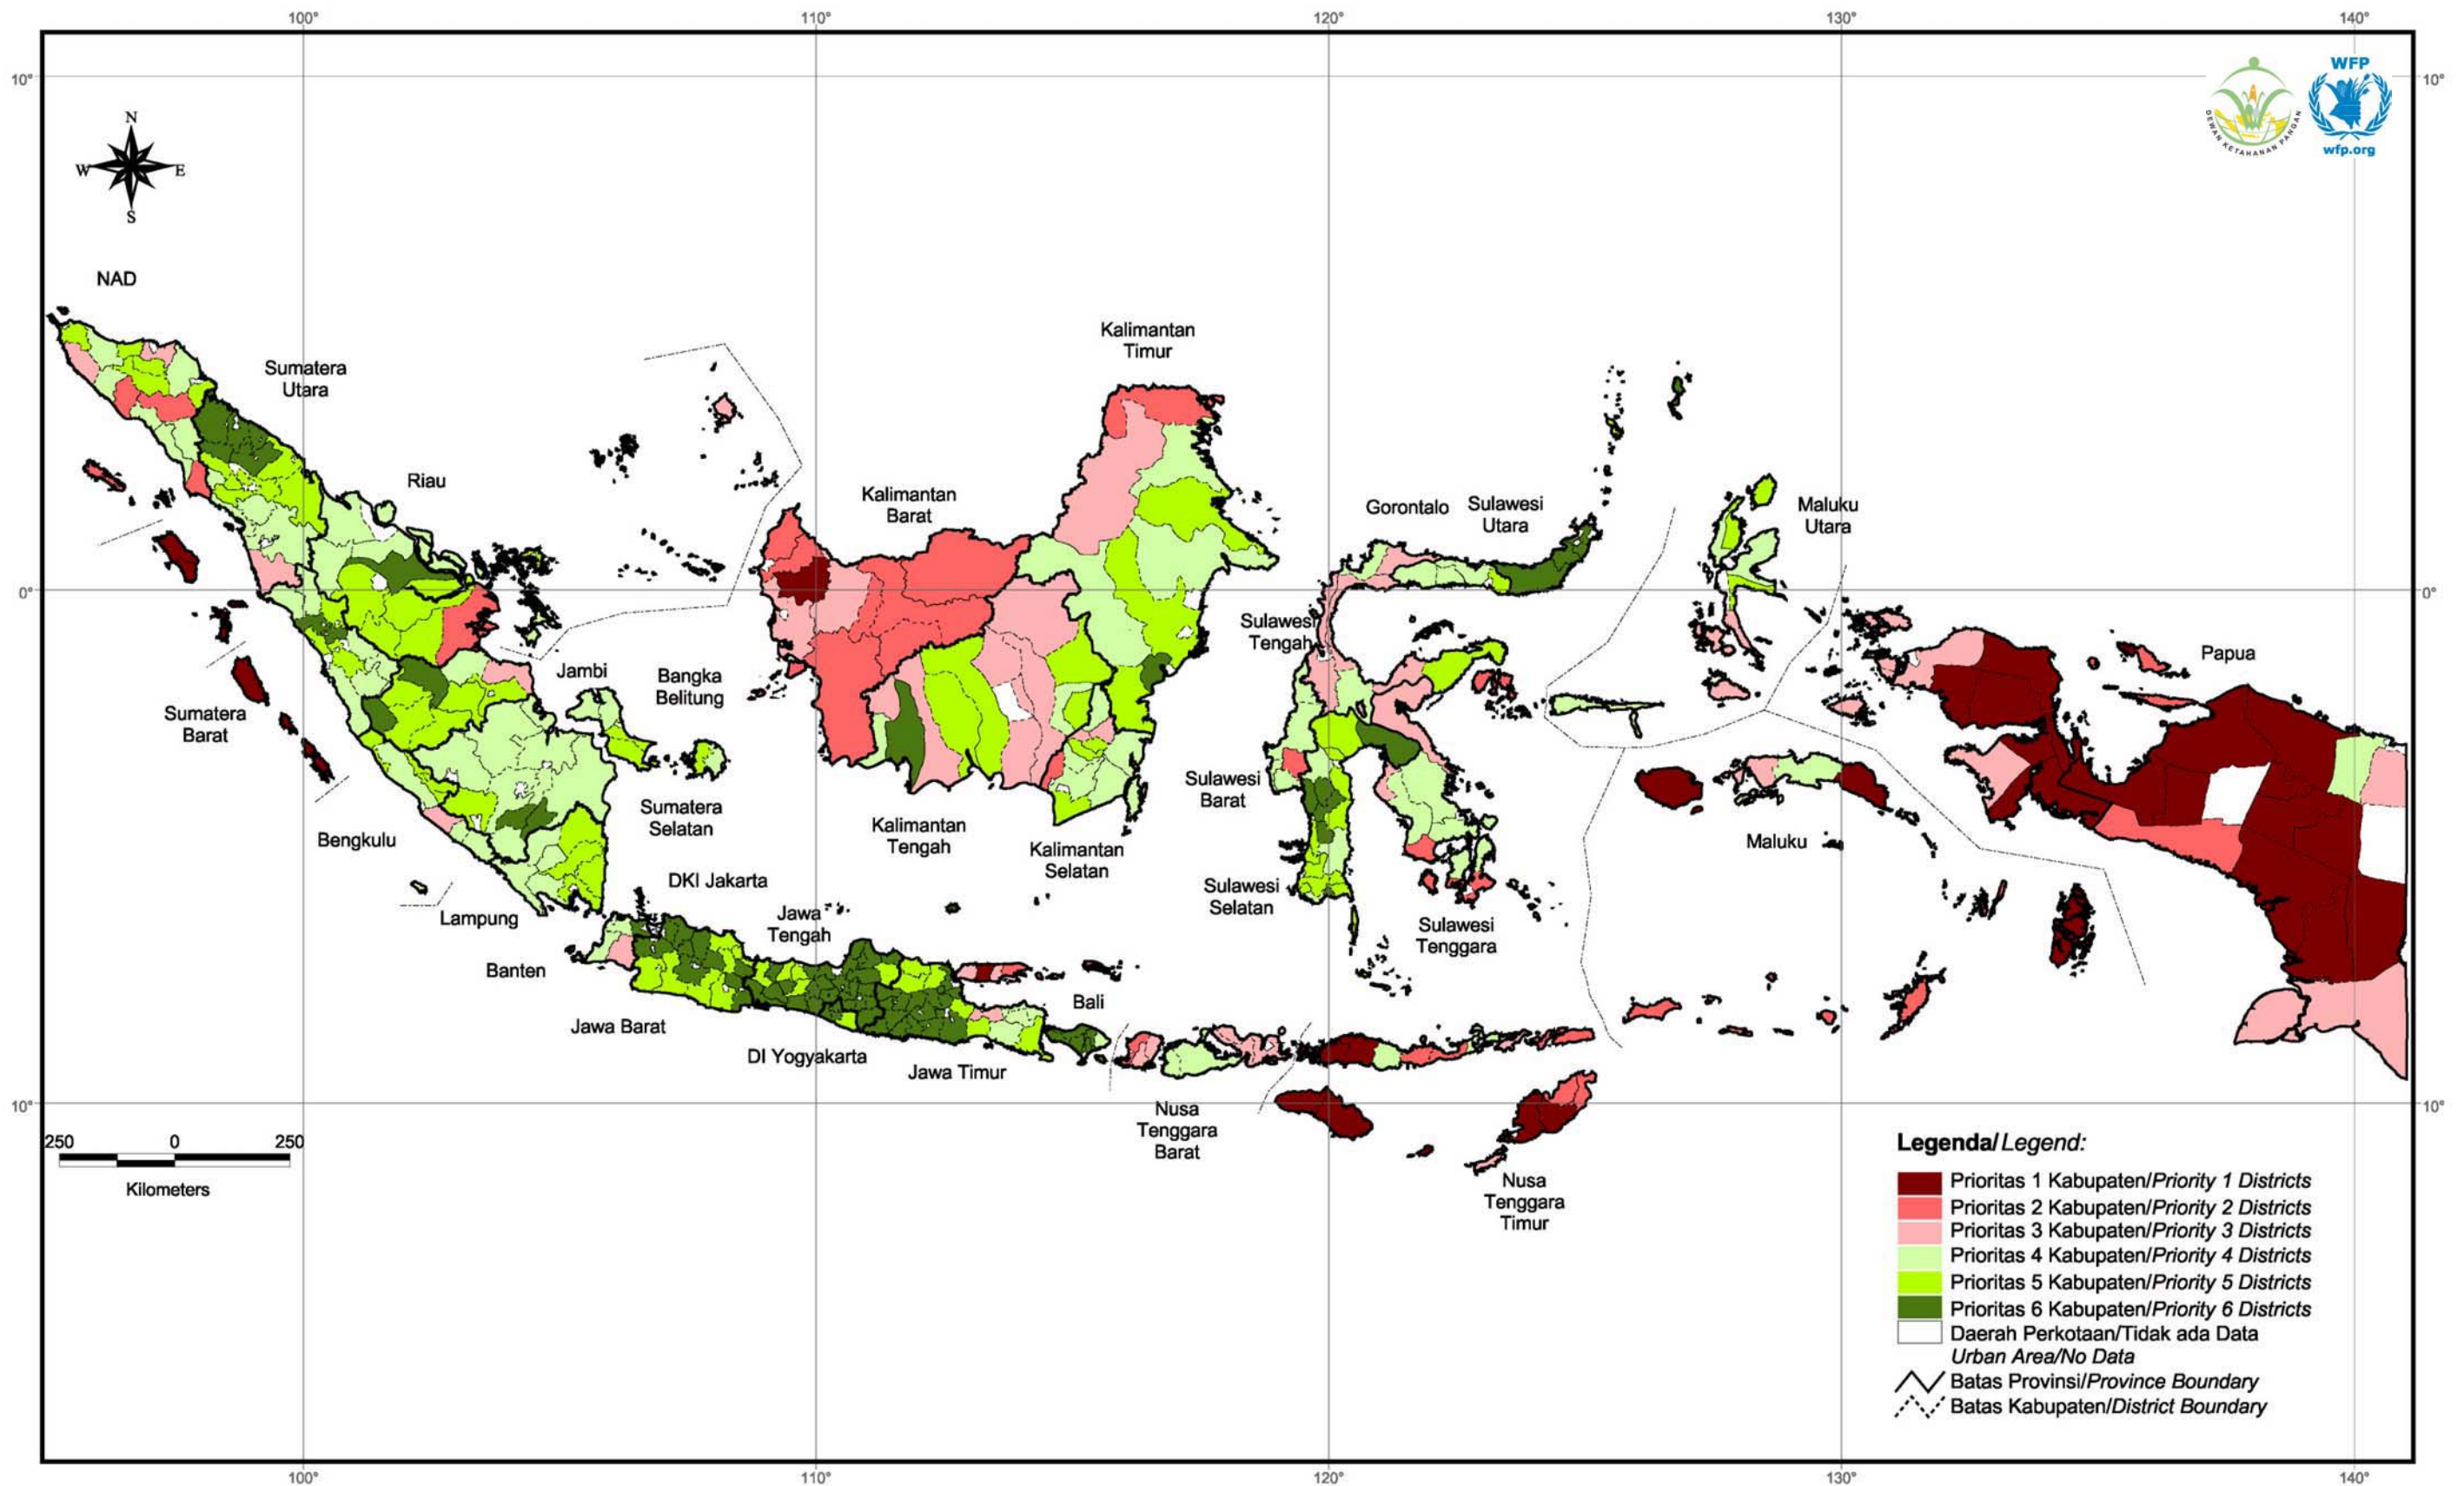 100°
110°
120°
130°
140°
10°
10°
WFP
wfp.org
DEWAN KETAHANAN PANGAN
N
W
E
S
NAD
Sumatera
Utara
Riau
Kalimantan
Timur
Kalimantan
Barat
Gorontalo
Sulawesi
Utara
Maluku
Utara
0°
0°
Sulawesi
Tengah
Papua
Jambi
Bangka
Belitung
Sumatera
Barat
Sulawesi
Barat
Sumatera
Selatan
Bengkulu
Kalimantan
Tengah
Kalimantan
Selatan
Maluku
DKI Jakarta
Sulawesi
Selatan
Lampung
Jawa
Tengah
Sulawesi
Tenggara
Banten
Bali
Jawa Barat
DI Yogyakarta
Jawa Timur
10°
10°
Nusa
Tenggara
Barat
Nusa
Tenggara
Timur
250
0
250
Kilometers
Legenda/Legend:
Prioritas 1 Kabupaten/Priority 1 Districts
Prioritas 2 Kabupaten/Priority 2 Districts
Prioritas 3 Kabupaten/Priority 3 Districts
Prioritas 4 Kabupaten/Priority 4 Districts
Prioritas 5 Kabupaten/Priority 5 Districts
Prioritas 6 Kabupaten/Priority 6 Districts
Daerah Perkotaan/Tidak ada Data
Urban Area/No Data
Batas Provinsi/Province Boundary
Batas Kabupaten/District Boundary
100°
110°
120°
130°
140°